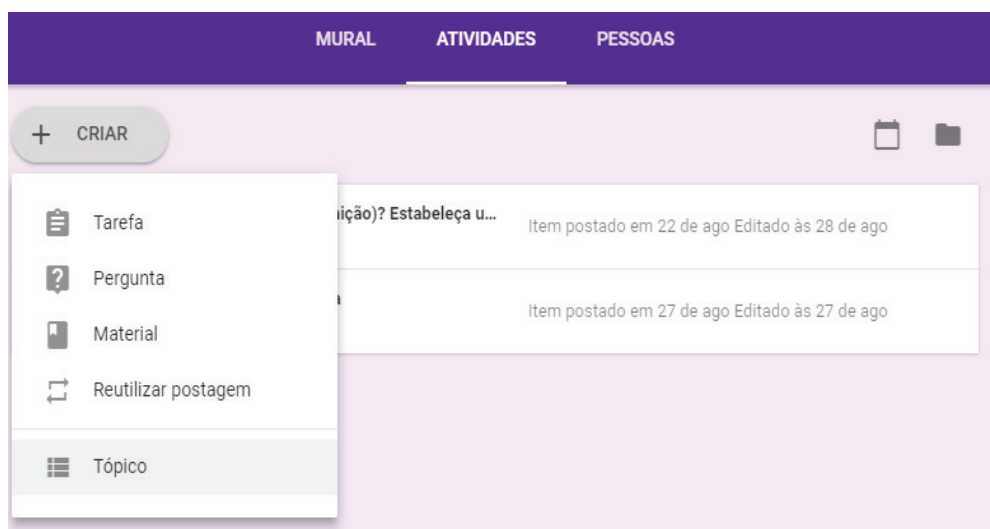 MURAL ATIVIDADES PESSOAS
+ CRIAR
Tarefa
Pergunta
Material
Reutilizar postagem
Tópico
ição)? Estabeleça u...
Item postado em 22 de ago Editado às 28 de ago
a
Item postado em 27 de ago Editado às 27 de ago